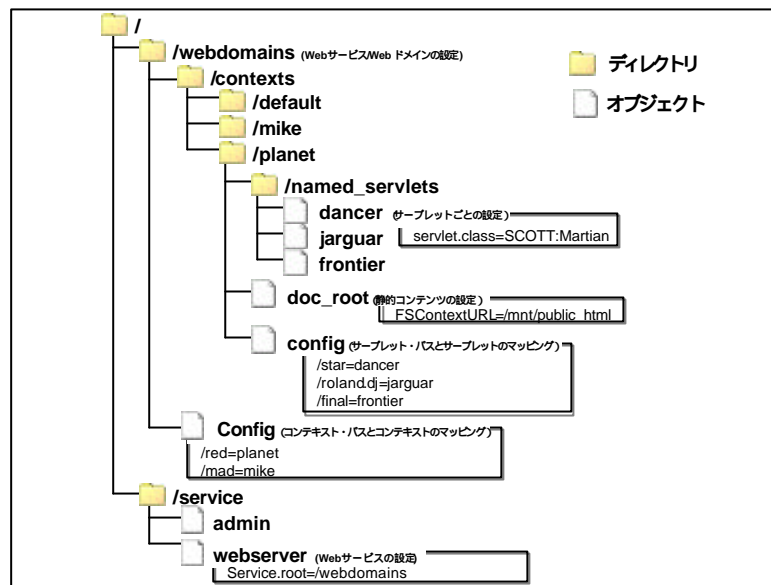 /
/webdomains (Webサービス/Web ドメインの設定)
/contexts
/default
/mike
/planet
/named_servlets
dancer (サーブレットごとの設定)
servlet.class=SCOTT:Martian
jarguar
frontier
doc_root (静的コンテンツの設定)
FSContextURL=/mnt/public_html
config (サーブレット・パスとサーブレットのマッピング)
/star=dancer
/roland.dj=jarguar
/final=frontier
Config (コンテキスト・パスとコンテキストのマッピング)
/red=planet
/mad=mike
/service
admin
webserver (Webサービスの設定)
Service.root=/webdomains
ディレクトリ
オブジェクト